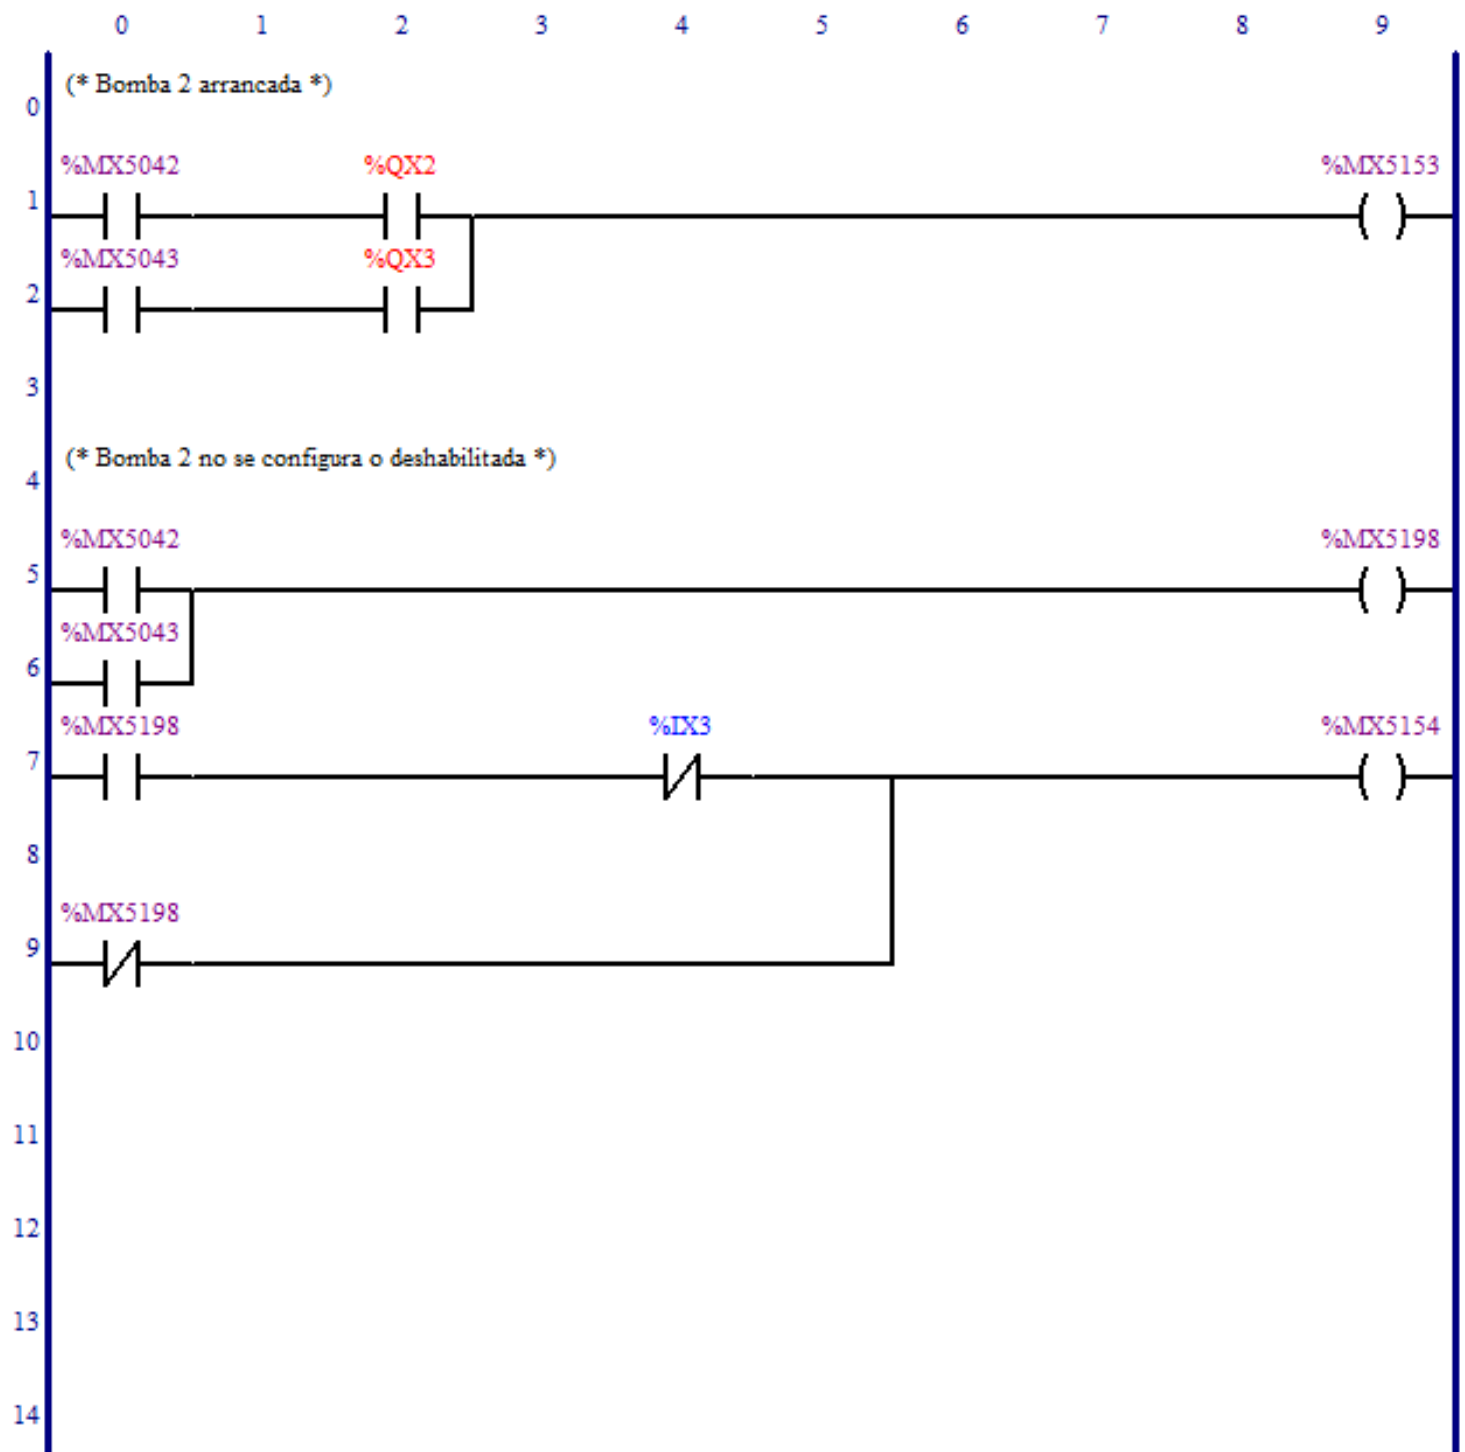 0 1 2 3 4 5 6 7 8 9
(* Bomba 2 arrancada *)
0
%MX5042 %QX2 %MX5153
1
%MX5043 %QX3
2
3
(* Bomba 2 no se configura o deshabilitada *)
4
%MX5042 %MX5198
5
%MX5043
6
%MX5198 %IX3 %MX5154
7
8
%MX5198
9
10
11
12
13
14